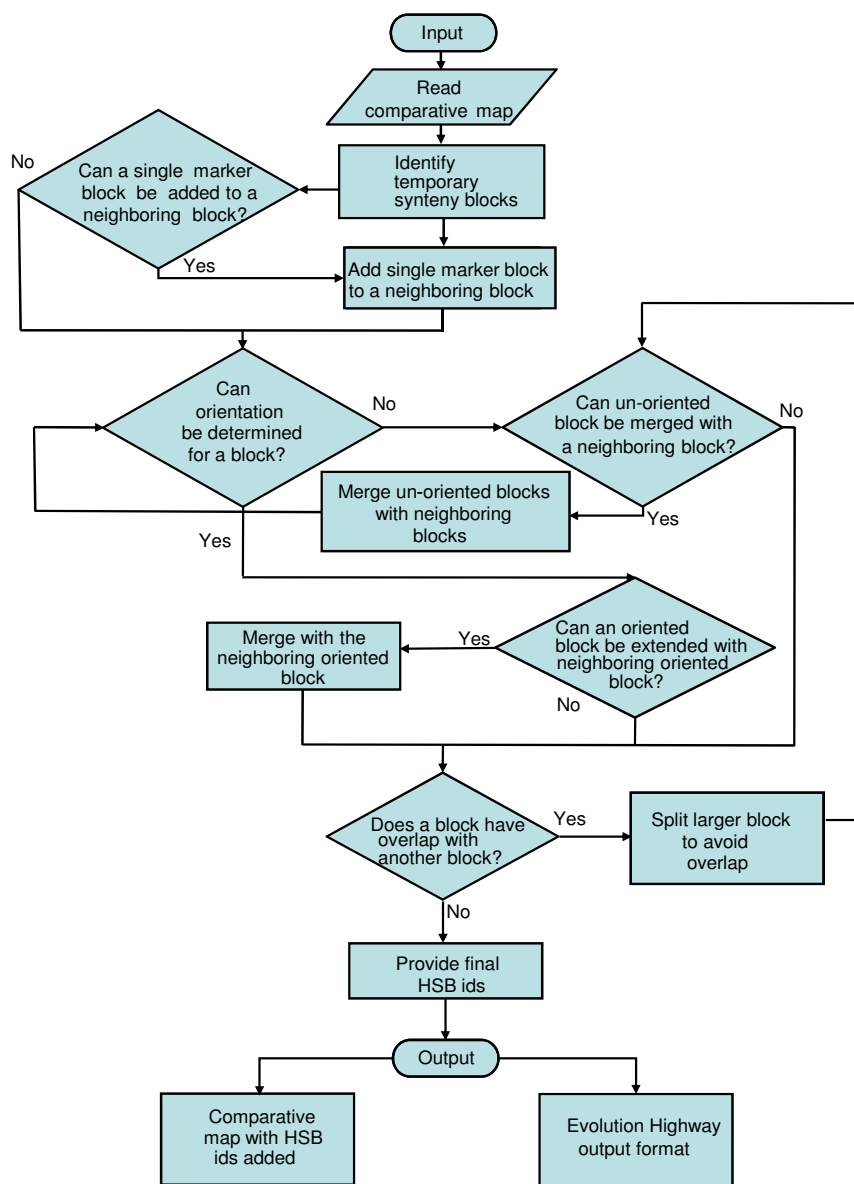 Input
Read
comparative map
Identify
temporary
synteny blocks
No
Can a single marker
block be added to a
neighboring block?
Yes
Add single marker block
to a neighboring block
Can
orientation
be determined
for a block?
No
Can un-oriented
block be merged with
a neighboring block?
No
Merge un-oriented blocks
with neighboring
blocks
Yes
Yes
Can an oriented
block be extended with
neighboring oriented
block?
Yes
Merge with the
neighboring oriented
block
No
Does a block have
overlap with
another block?
Yes
Split larger block
to avoid
overlap
No
Provide final
HSB ids
Output
Comparative
map with HSB
ids added
Evolution Highway
output format